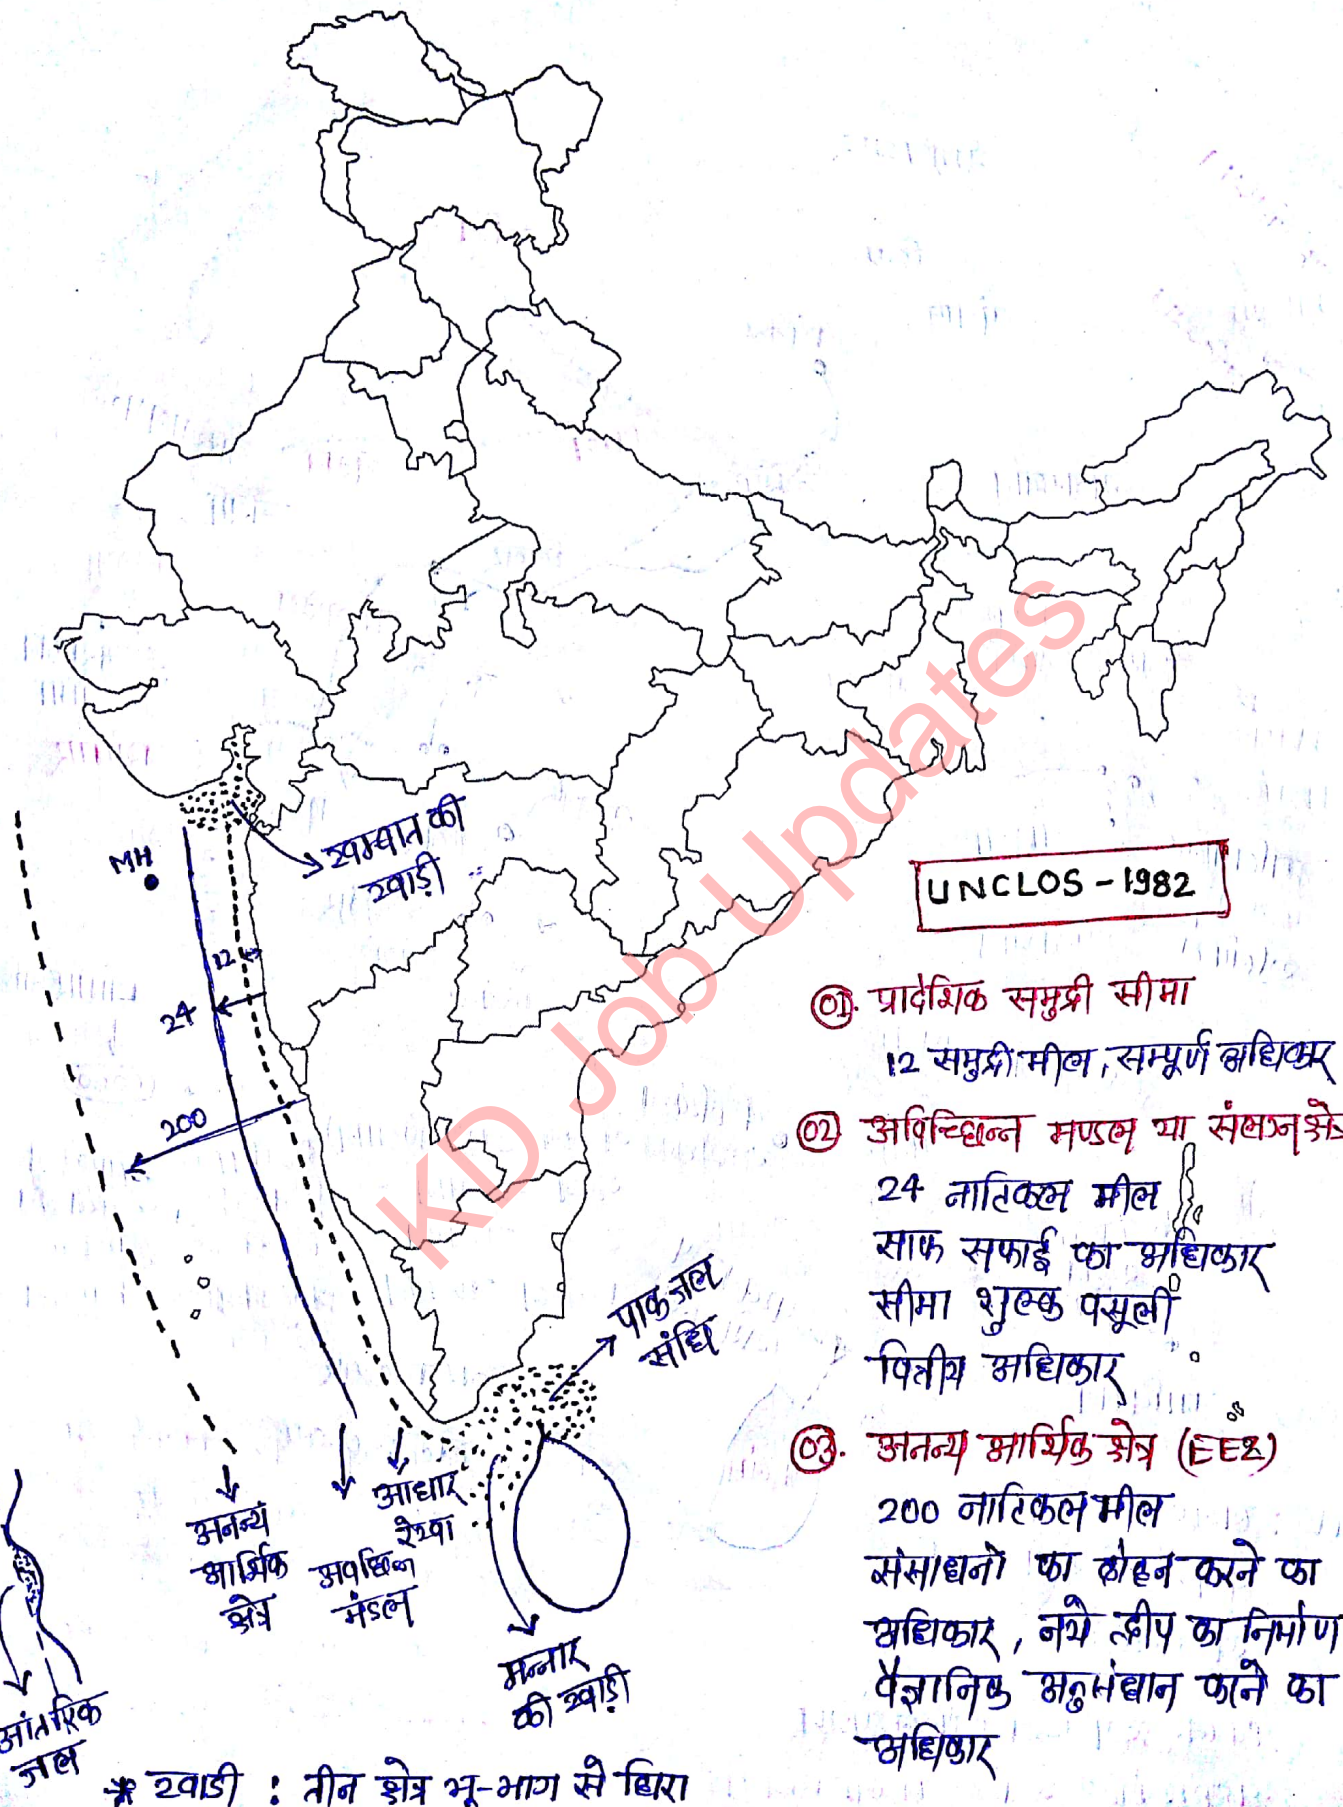 MH
खम्बात की
खाड़ी
12
24
200
UNCLOS - 1982
01. प्रादेशिक समुद्री सीमा
12 समुद्री मील, सम्पूर्ण अधिकार
02 अविच्छिन्न मण्डल या संलग्न क्षे
24 नाटिकल मील
साफ सफाई का अधिकार
सीमा शुल्क वसूली
वित्तीय अधिकार
03. अनन्य आर्थिक क्षेत्र (EEZ)
200 नाटिकल मील
संसाधनों का दोहन करने का
अधिकार, नये द्वीप का निर्माण
वैज्ञानिक अनुसंधान करने का
अधिकार
पाक जल
संधि
आधार
रेखा
अनन्य
आर्थिक
क्षेत्र
अवछिन्न
मंडल
मन्नार
की खाड़ी
आंतरिक
जल
* खाडी : तीन क्षेत्र भू-भाग से घिरा
KD Job Updates